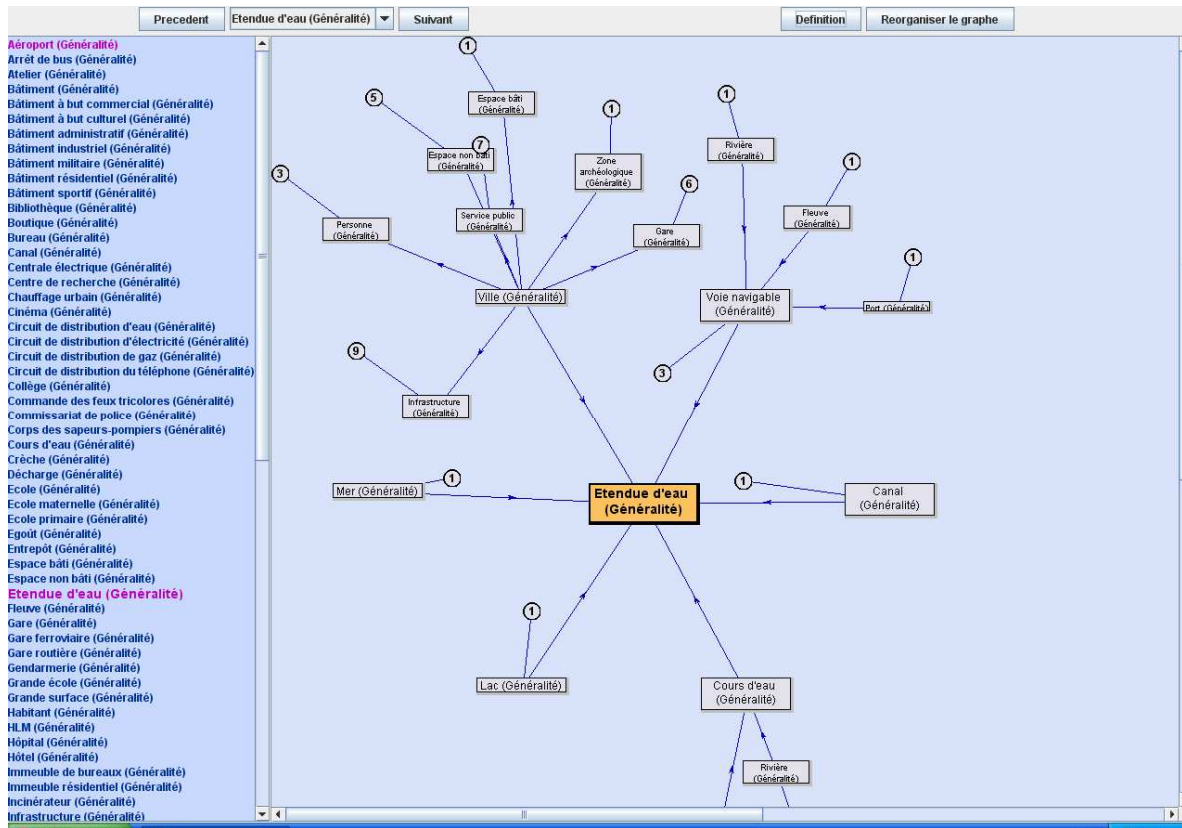 Precedent
Etendue d'eau (Généralité)
Suivant
Definition
Reorganiser le graphe
Aéroport (Généralité)
Arrêt de bus (Généralité)
Atelier (Généralité)
Bâtiment (Généralité)
Bâtiment à but commercial (Généralité)
Bâtiment à but culturel (Généralité)
Bâtiment administratif (Généralité)
Bâtiment industriel (Généralité)
Bâtiment militaire (Généralité)
Bâtiment résidentiel (Généralité)
Bâtiment sportif (Généralité)
Bibliothèque (Généralité)
Boutique (Généralité)
Bureau (Généralité)
Canal (Généralité)
Centrale électrique (Généralité)
Centre de recherche (Généralité)
Chauffage urbain (Généralité)
Cinéma (Généralité)
Circuit de distribution d'eau (Généralité)
Circuit de distribution d'électricité (Généralité)
Circuit de distribution de gaz (Généralité)
Circuit de distribution du téléphone (Généralité)
Collège (Généralité)
Commande des feux tricolores (Généralité)
Commissariat de police (Généralité)
Corps des sapeurs-pompiers (Généralité)
Cours d'eau (Généralité)
Crèche (Généralité)
Décharge (Généralité)
Ecole (Généralité)
Ecole maternelle (Généralité)
Ecole primaire (Généralité)
Egoût (Généralité)
Entrepôt (Généralité)
Espace bâti (Généralité)
Espace non bâti (Généralité)
Etendue d'eau (Généralité)
Fleuve (Généralité)
Gare (Généralité)
Gare ferroviaire (Généralité)
Gare routière (Généralité)
Gendarmerie (Généralité)
Grande école (Généralité)
Grande surface (Généralité)
Habitant (Généralité)
HLM (Généralité)
Hôpital (Généralité)
Hôtel (Généralité)
Immeuble de bureaux (Généralité)
Immeuble résidentiel (Généralité)
Incinérateur (Généralité)
Infrastructure (Généralité)
1
Espace bâti
(Généralité)
5
7
Espace non bâti
(Généralité)
1
Zone
archéologique
(Généralité)
1
Rivière
(Généralité)
1
Fleuve
(Généralité)
3
Personne
(Généralité)
Service public
(Généralité)
6
Gare
(Généralité)
1
Port (Généralité)
Ville (Généralité)
Voie navigable
(Généralité)
3
9
Infrastructure
(Généralité)
1
Mer (Généralité)
Etendue d'eau
(Généralité)
1
Canal
(Généralité)
1
Lac (Généralité)
Cours d'eau
(Généralité)
Rivière
(Généralité)